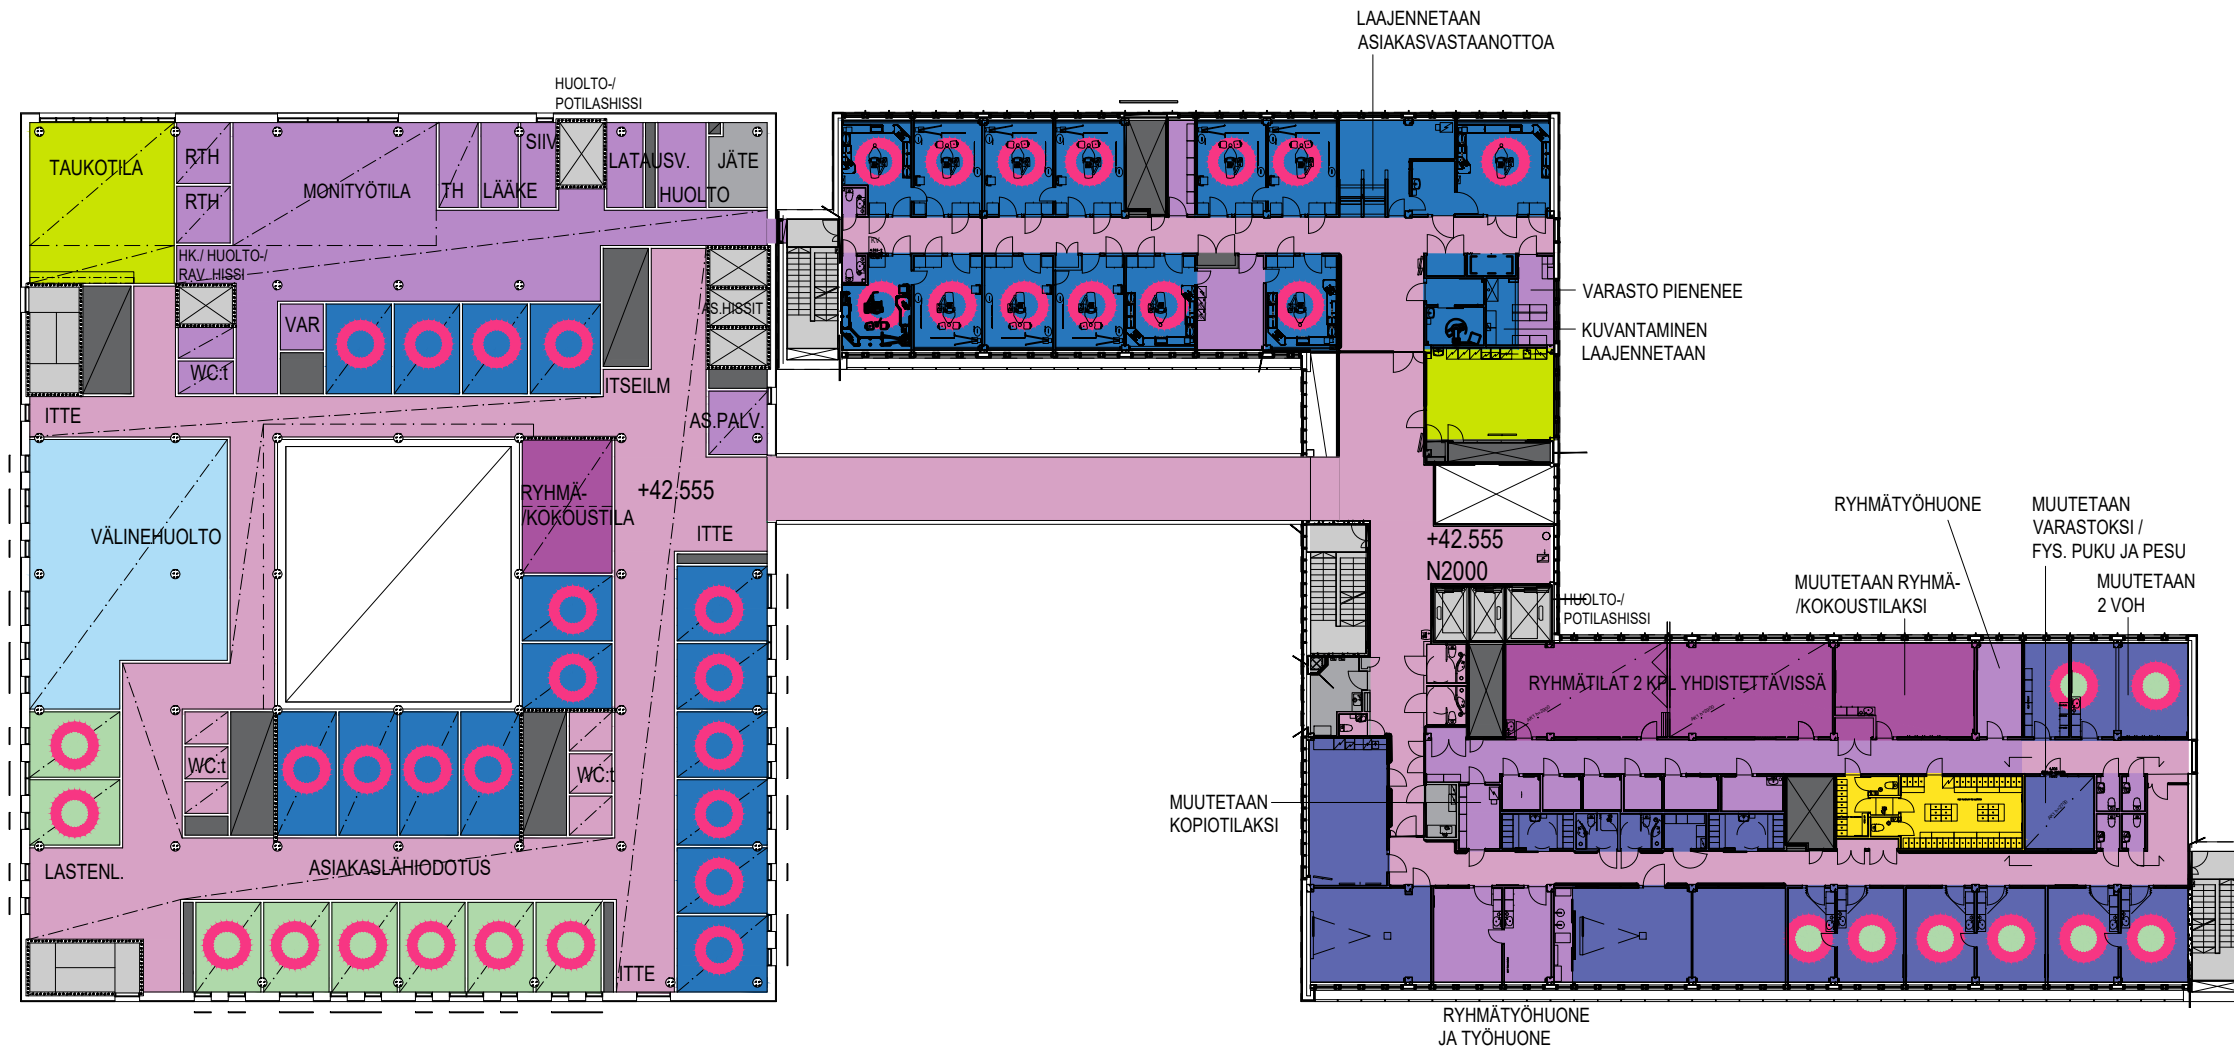 LAAJENNETAAN
ASIAKASVASTAANOTTOA
HUOLTO-/
POTILASHISSI
TAUKOTILA
RTH
RTH
MONITYÖTILA
TH
LÄÄKE
SIIV
LATAUSV.
HUOLTO
JÄTE
HK./ HUOLTO-/
RAV. HISSI
VAR
WC:t
ITTE
AS.HISSIT
ITSEILM
AS.PALV.
VARASTO PIENENEE
KUVANTAMINEN
LAAJENNETAAN
VÄLINEHUOLTO
RYHMÄ-
/KOKOUSTILA
+42.555
ITTE
+42.555
N2000
HUOLTO-/
POTILASHISSI
RYHMÄTYÖHUONE
MUUTETAAN
VARASTOKSI /
FYS. PUKU JA PESU
MUUTETAAN RYHMÄ-
/KOKOUSTILAKSI
MUUTETAAN
2 VOH
RYHMÄTILAT 2 KPL YHDISTETTÄVISSÄ
WC:t
WC:t
MUUTETAAN
KOPIOTILAKSI
LASTENL.
ASIAKASLÄHIODOTUS
ITTE
RYHMÄTYÖHUONE
JA TYÖHUONE